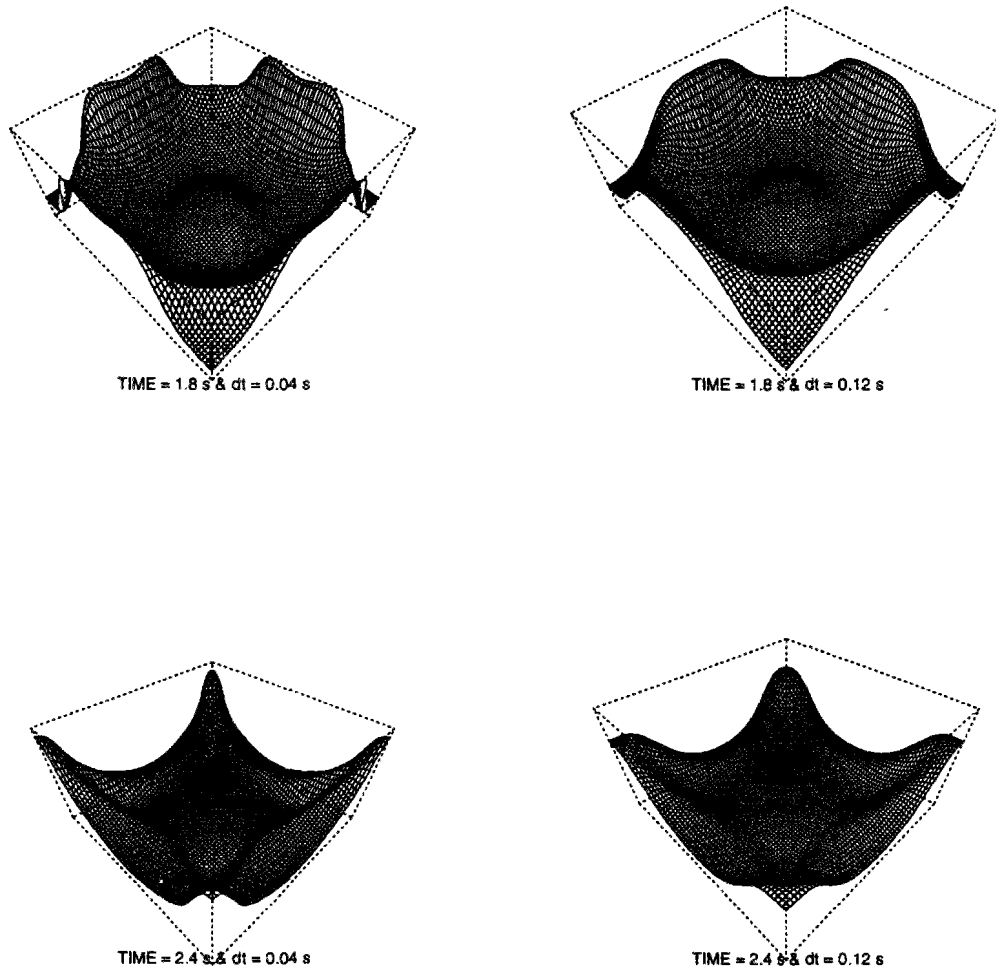 TIME = 1.8 s & dt = 0.04 s
TIME = 1.8 s & dt = 0.12 s
TIME = 2.4 s & dt = 0.04 s
TIME = 2.4 s & dt = 0.12 s